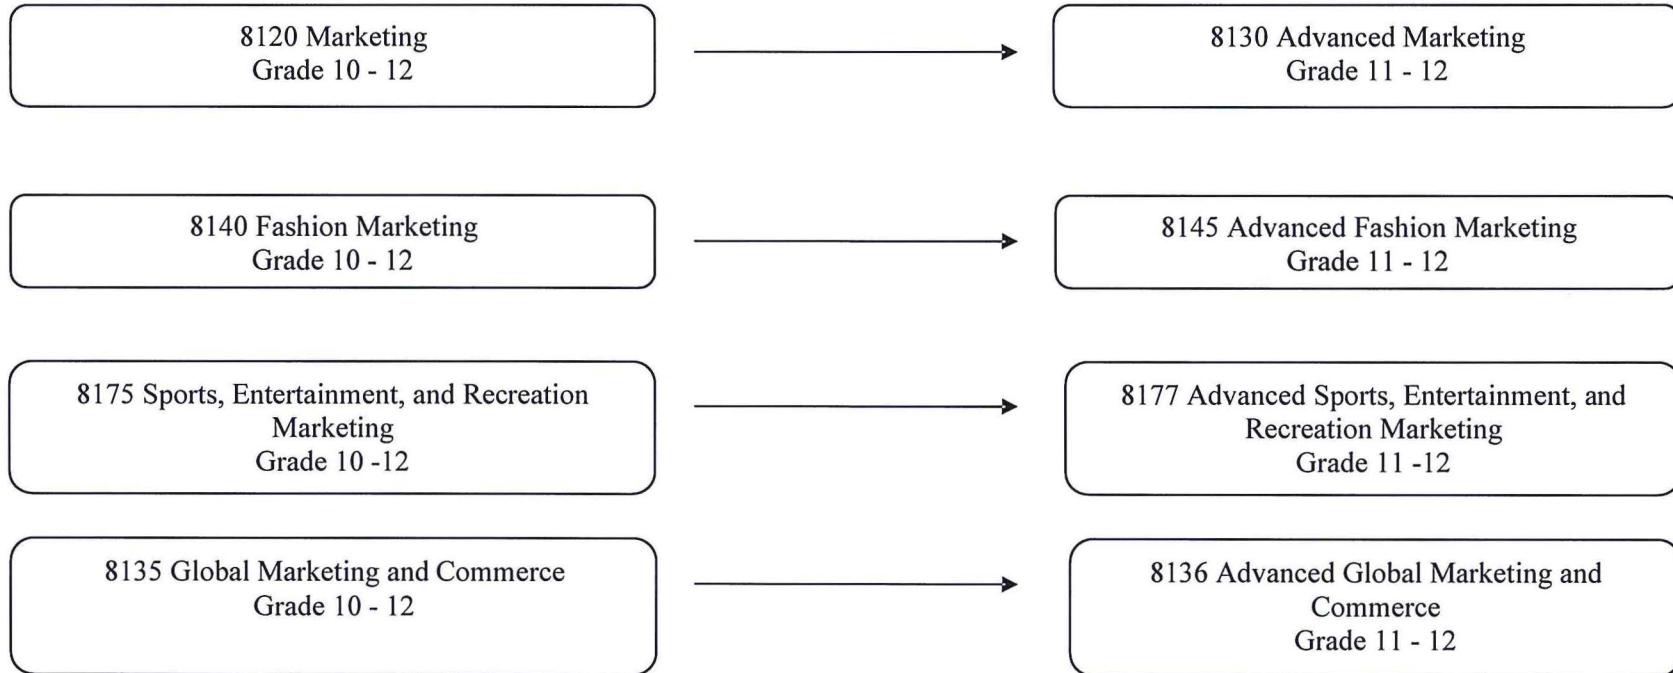 8120 Marketing
Grade 10 - 12
8130 Advanced Marketing
Grade 11 - 12
8140 Fashion Marketing
Grade 10 - 12
8145 Advanced Fashion Marketing
Grade 11 - 12
8175 Sports, Entertainment, and Recreation
Marketing
Grade 10 -12
8177 Advanced Sports, Entertainment, and
Recreation Marketing
Grade 11 -12
8135 Global Marketing and Commerce
Grade 10 - 12
8136 Advanced Global Marketing and
Commerce
Grade 11 - 12